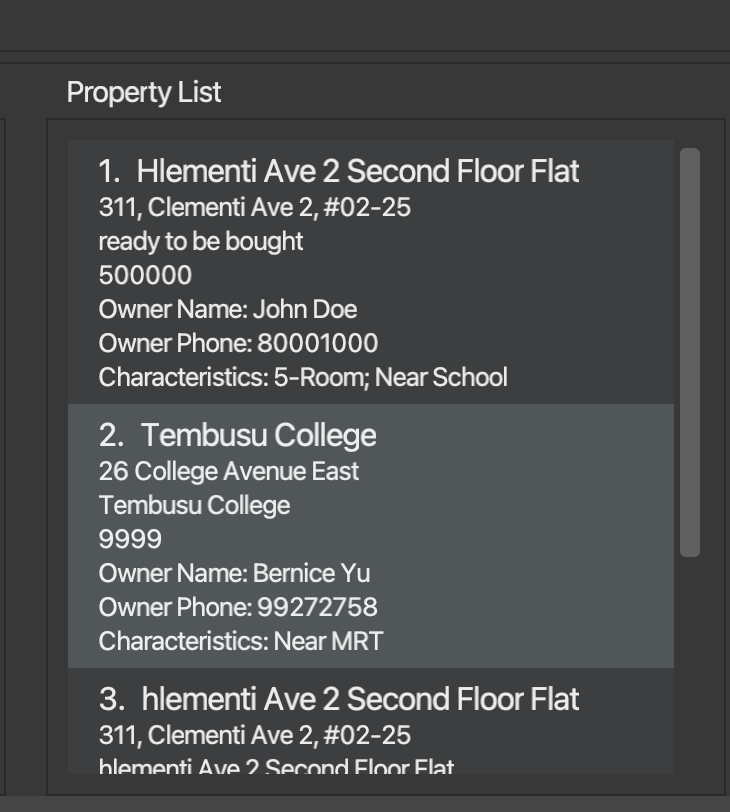 Property List
1. Hlementi Ave 2 Second Floor Flat
311, Clementi Ave 2, #02-25
ready to be bought
500000
Owner Name: John Doe
Owner Phone: 80001000
Characteristics: 5-Room; Near School
2. Tembusu College
26 College Avenue East
Tembusu College
9999
Owner Name: Bernice Yu
Owner Phone: 99272758
Characteristics: Near MRT
3. hlementi Ave 2 Second Floor Flat
311, Clementi Ave 2, #02-25
hlementi Ave 2 Second Floor Flat